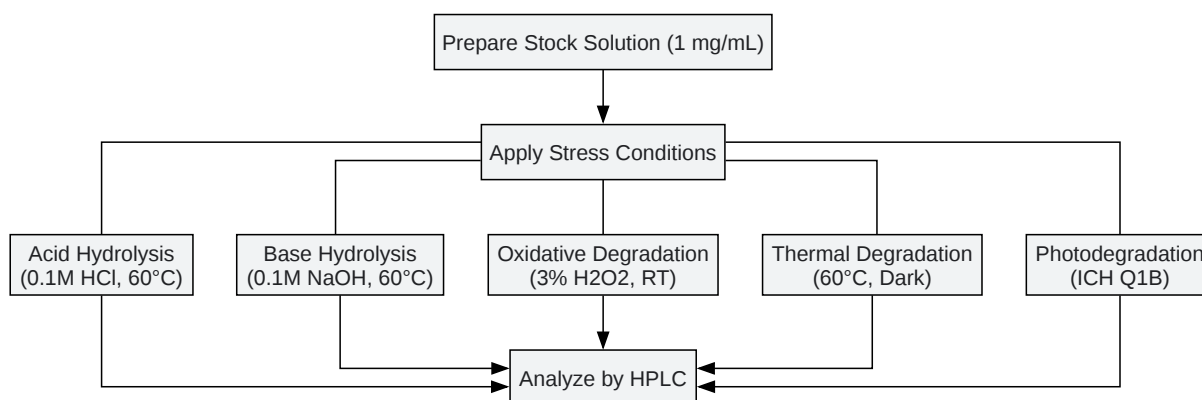 Prepare Stock Solution (1 mg/mL)
Apply Stress Conditions
Acid Hydrolysis
(0.1M HCl, 60°C)
Base Hydrolysis
(0.1M NaOH, 60°C)
Oxidative Degradation
(3% H2O2, RT)
Thermal Degradation
(60°C, Dark)
Photodegradation
(ICH Q1B)
Analyze by HPLC